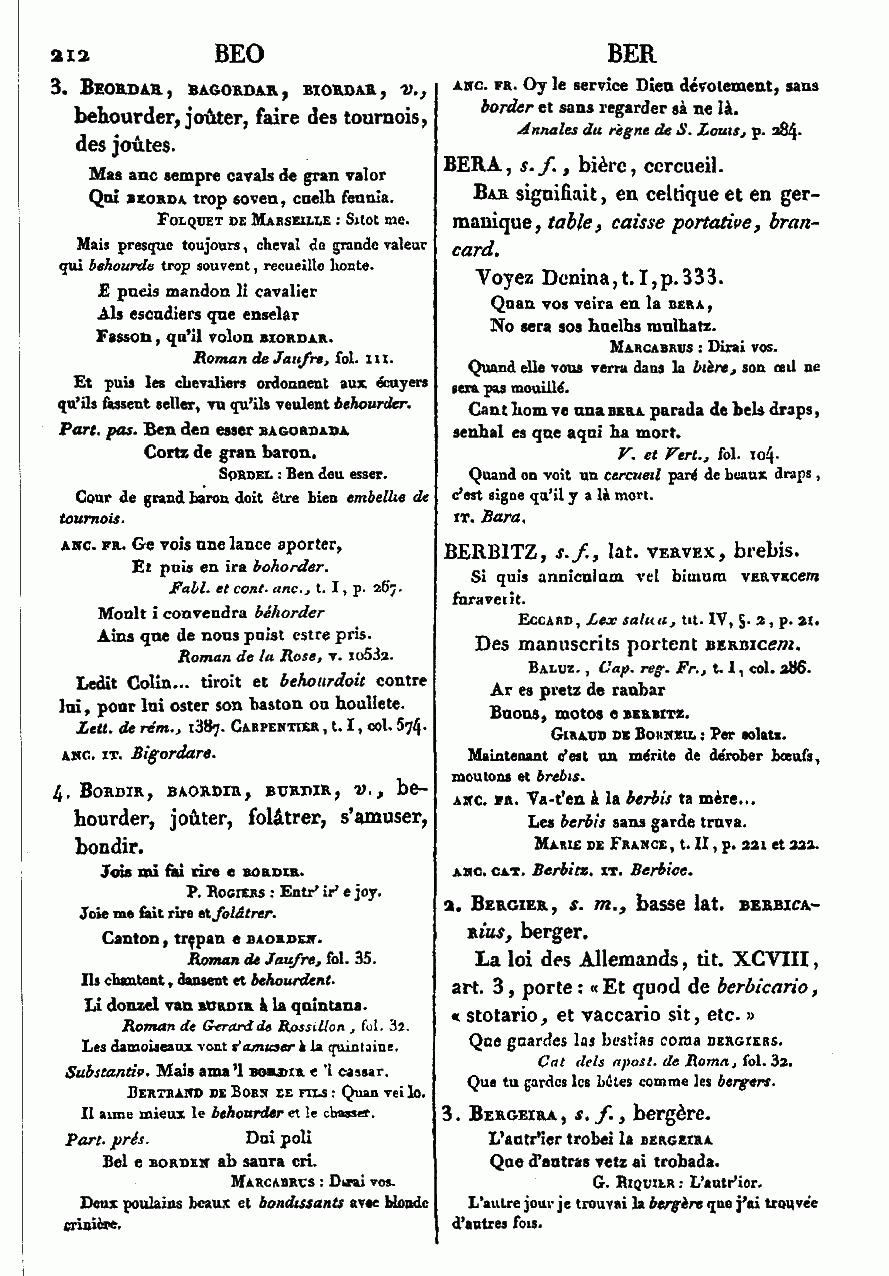 212 BEO BER
3. BEORDAR, BAGORDAR, BIORDAR, v.,
behourder, joûter, faire des tournois,
des joûtes.
Mas anc sempre cavals de gran valor
Qui BEORDA trop soven, cuelh fennia.
FOLQUET DE MARSEILLE : Sitot me.
Mais presque toujours, cheval de grande valeur
qui behourde trop souvent, recueille honte.
E pueis mandon li cavalier
Als escudiers que enselar
Fasson, qu'il volon BIORDAR.
Roman de Jaufre, fol. 111.
Et puis les chevaliers ordonnent aux écuyers
qu'ils fassent seller, vu qu'ils veulent behourder.
Part. pas. Ben deu esser BAGORDADA
Cortz de gran baron.
SORDEL : Ben deu esser.
Cour de grand baron doit être bien embellie de
tournois.
ANC. FR. Ge vois une lance aporter,
Et puis en ira bohorder.
Fabl. et cont. anc., t. I, p. 267.
Moult i convendra béhorder
Ains que de nous puist estre pris.
Roman de la Rose, v. 10532.
Ledit Colin... tiroit et behourdoit contre
lui, pour lui oster son baston ou houllete.
Lett. de rém., 1387. CARPENTIER, t. I, col. 574.
ANC. IT. Bigordare.
4. BORDIR, BAORDIR, BURDIR, v., be-
hourder, joûter, folâtrer, s'amuser,
bondir.
Jois mi fai rire e BORDIR.
P. ROGIERS : Entr' ir' e joy.
Joie me fait rire et folâtrer.
Canton, trepan e BAORDEN.
Roman de Jaufre, fol. 35.
Ils chantent, dansent et behourdent.
Li donzel van BURDIR à la quintana.
Roman de Gerard de Rossillon, fol. 32.
Les damoiseaux vont s'amuser à la quintaine.
Substantiv. Mais ama 'l BORDIR e 'l cassar.
BERTRAND DE BORN LE FILS : Quan vei lo.
Il aime mieux le behourder et le chasser.
Part. prés. Dui poli
Bel e BORDEN ab saura cri.
MARCABRUS : Dirai vos.
Deux poulains beaux et bondissants avec blonde
crinière.
ANC. FR. Oy le service Dieu dévotement, sans
border et sans regarder sà ne là.
Annales du règne de S. Louis, p. 284.
BERA, s. f., bière, cercueil.
BAR signifiait, en celtique et en ger-
manique, table, caisse portative, bran-
card.
Voyez Denina, t. I, p. 333.
Quan vos veira en la BERA,
No sera sos huelhs mulhatz.
MARCABRUS : Dirai vos.
Quand elle vous verra dans la bière, son œil ne
sera pas mouillé.
Cant hom ve una BERA parada de bels draps,
senhal es que aqui ha mort.
V. et Vert., fol. 104.
Quand on voit un cercueil paré de beaux draps,
c'est signe qu'il y a là mort.
IT. Bara.
BERBITZ, s. f., lat. VERVEX, brebis.
Si quis anniculum vel bimum VERVECem
furaverit.
ECCARD, Lex salica, tit. IV, §. 2, p. 21.
Des manuscrits portent BERBICem.
BALUZ., Cap. reg. Fr., t. I, col. 286.
Ar es pretz de raubar
Buous, motos e BERBITZ.
GIRAUD DE BORNEIL : Per solatz.
Maintenant c'est un mérite de dérober bœufs,
moutons et brebis.
ANC. FR. Va-t'en à la berbis ta mère...
Les berbis sans garde truva.
MARIE DE FRANCE, t. II, p. 221 et 222.
ANC. CAT. Berbitz. IT. Berbice.
2. BERGIER, s. m., basse lat. BERBICA-
RIus, berger.
La loi des Allemands, tit. XCVIII,
art. 3, porte : « Et quod de berbicario,
« stotario, et vaccario sit, etc. »
Que guardes las bestias coma BERGIERS.
Cat dels apost. de Roma, fol. 32.
Que tu gardes les bêtes comme les bergers.
3. BERGEIRA, s. f., bergère.
L'autr'ier trobei la BERGEIRA
Que d'autras vetz ai trobada.
G. RIQUIER : L'autr'ier.
L'autre jour je trouvai la bergère que j'ai trouvée
d'autres fois.